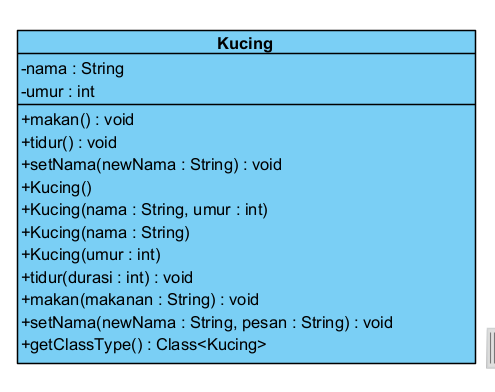 Kucing
-nama : String
-umur : int
+makan() : void
+tidur() : void
+setNama(newNama : String) : void
+Kucing()
+Kucing(nama : String, umur : int)
+Kucing(nama : String)
+Kucing(umur : int)
+tidur(durasi : int) : void
+makan(makanan : String) : void
+setNama(newNama : String, pesan : String) : void
+getClassType() : Class<Kucing>